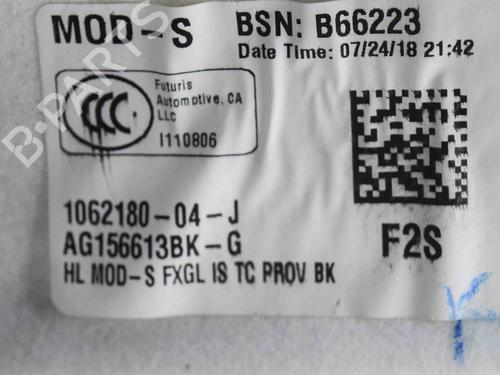 MOD-S BSN: B66223
Date Time: 07/24/18 21:42
CCC
Futuris
Automotive, CA
LLC
I110806
1062180-04-J
AG156613BK-G
F2S
HL MOD-S FXGL IS TC PROV BK
B-PARTS